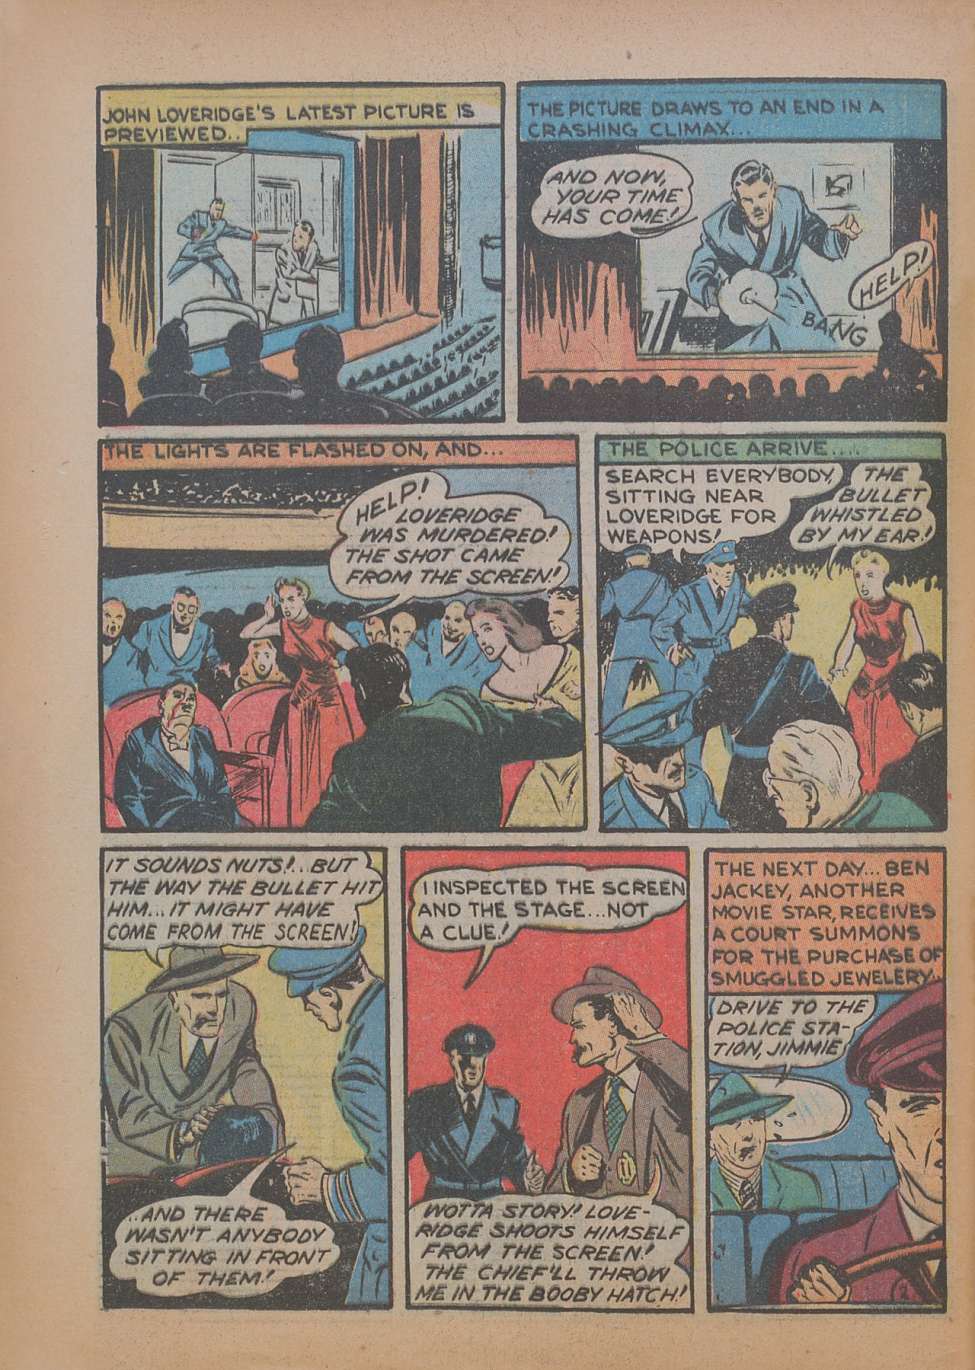 JOHN LOVERIDGE'S LATEST PICTURE IS
PREVIEWED..
THE PICTURE DRAWS TO AN END IN A
CRASHING CLIMAX...
AND NOW,
YOUR TIME
HAS COME!
HELP!
BANG
THE LIGHTS ARE FLASHED ON, AND...
HELP!
LOVERIDGE
WAS MURDERED!
THE SHOT CAME
FROM THE SCREEN!
THE POLICE ARRIVE....
SEARCH EVERYBODY,
SITTING NEAR
LOVERIDGE FOR
WEAPONS!
THE
BULLET
WHISTLED
BY MY EAR!
IT SOUNDS NUTS!...BUT
THE WAY THE BULLET HIT
HIM...IT MIGHT HAVE
COME FROM THE SCREEN!
..AND THERE
WASN'T ANYBODY
SITTING IN FRONT
OF THEM!
I INSPECTED THE SCREEN
AND THE STAGE...NOT
A CLUE!
WOTTA STORY! LOVE-
RIDGE SHOOTS HIMSELF
FROM THE SCREEN!
THE CHIEF'LL THROW
ME IN THE BOOBY HATCH!
THE NEXT DAY... BEN
JACKEY, ANOTHER
MOVIE STAR, RECEIVES
A COURT SUMMONS
FOR THE PURCHASE OF
SMUGGLED JEWELERY..
DRIVE TO THE
POLICE STA-
TION, JIMMIE